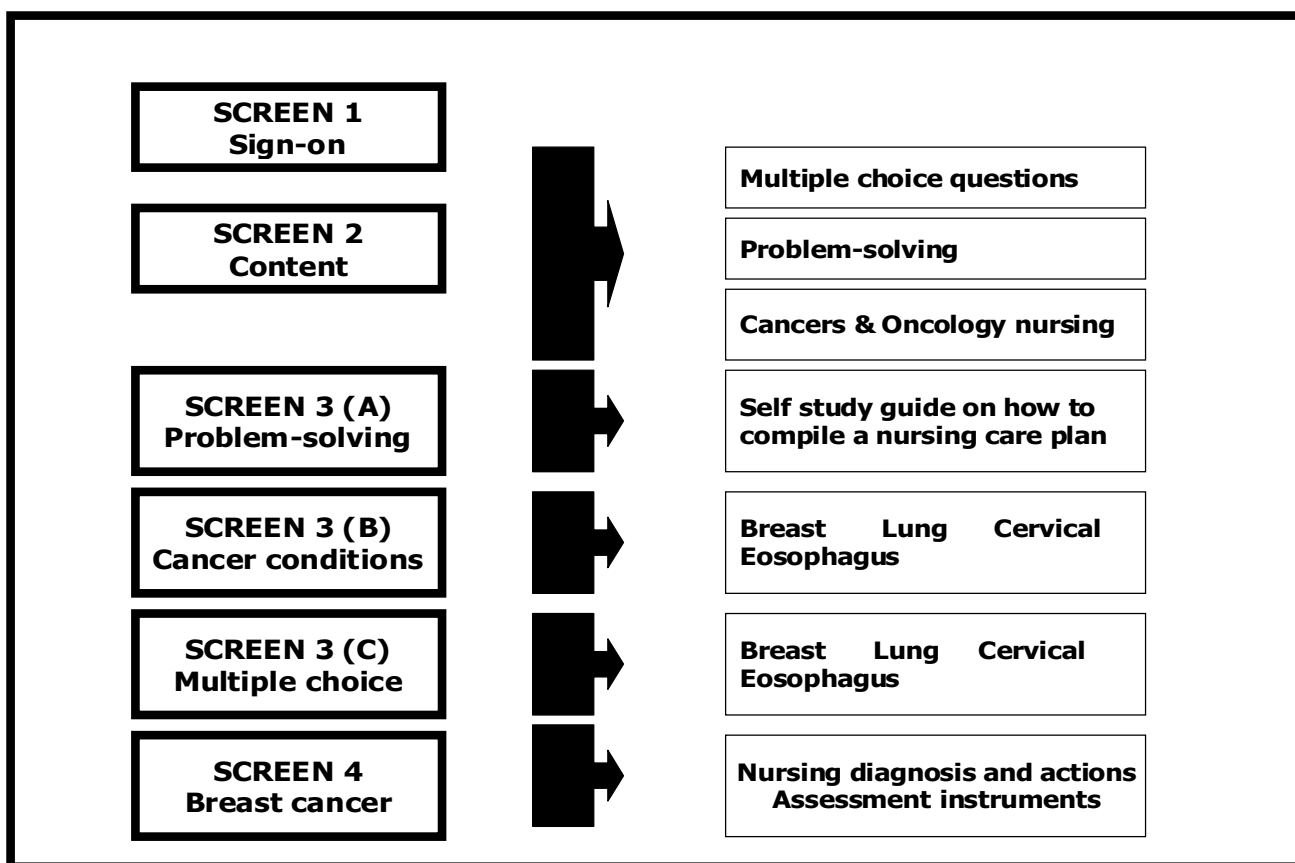 SCREEN 1
Sign-on
SCREEN 2
Content
Multiple choice questions
Problem-solving
Cancers & Oncology nursing
SCREEN 3 (A)
Problem-solving
Self study guide on how to
compile a nursing care plan
SCREEN 3 (B)
Cancer conditions
Breast Lung Cervical
Eosophagus
SCREEN 3 (C)
Multiple choice
Breast Lung Cervical
Eosophagus
SCREEN 4
Breast cancer
Nursing diagnosis and actions
Assessment instruments